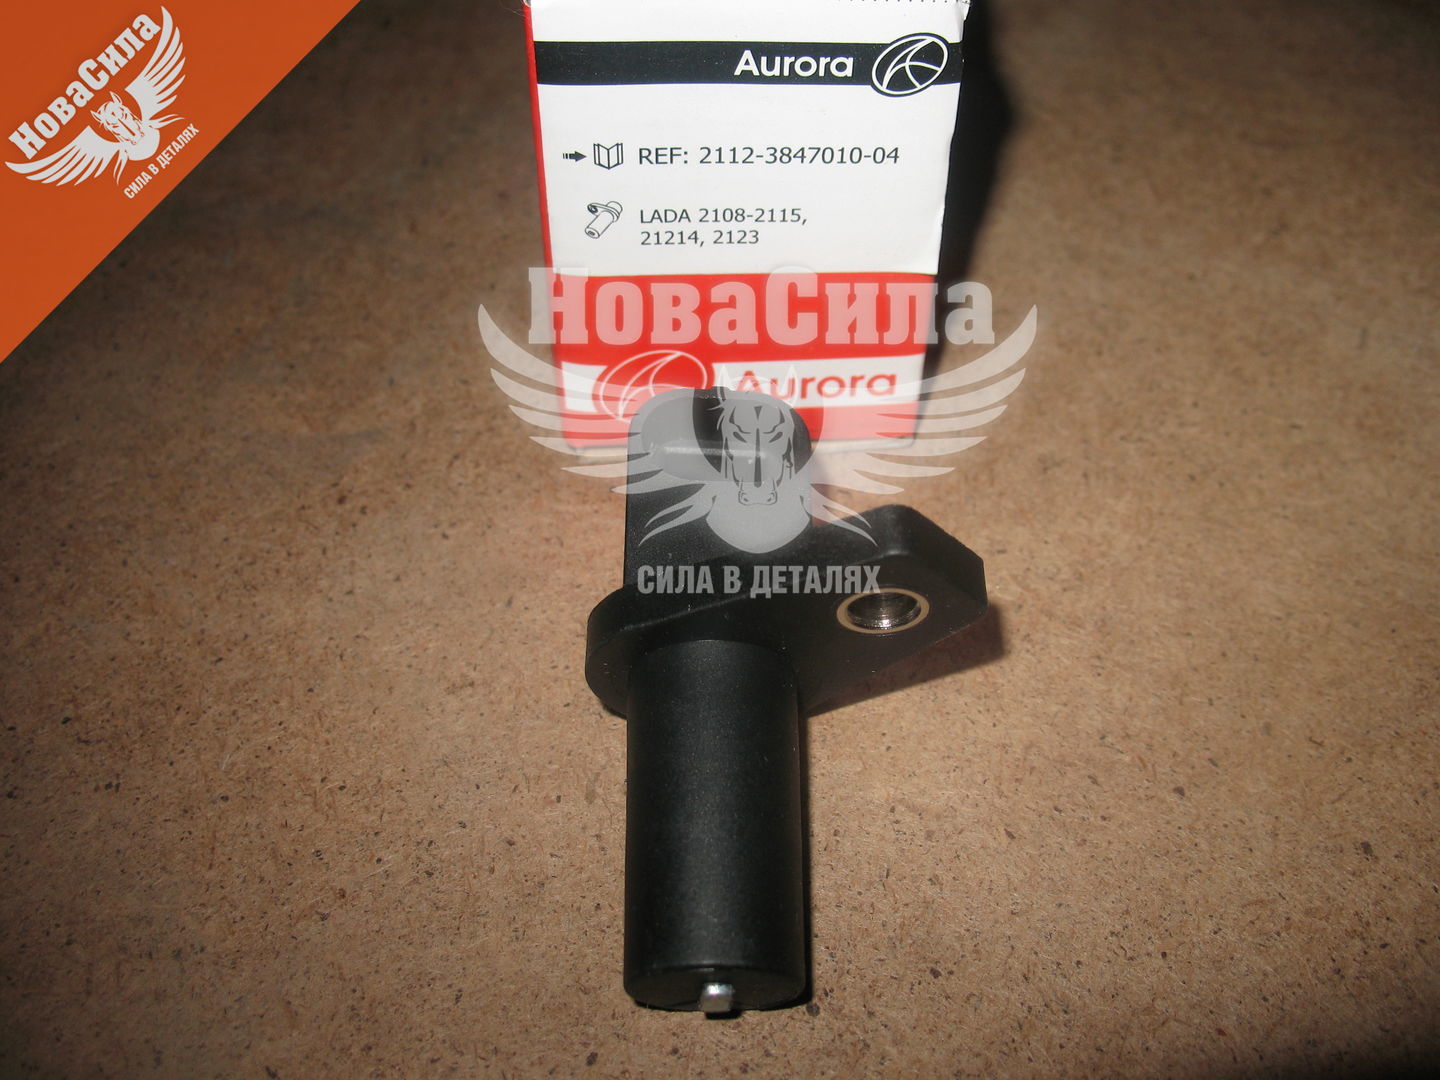 НоваСила
СИЛА В ДЕТАЛЯХ
Aurora
REF: 2112-3847010-04
LADA 2108-2115,
21214, 2123
НоваСила
Aurora
СИЛА В ДЕТАЛЯХ